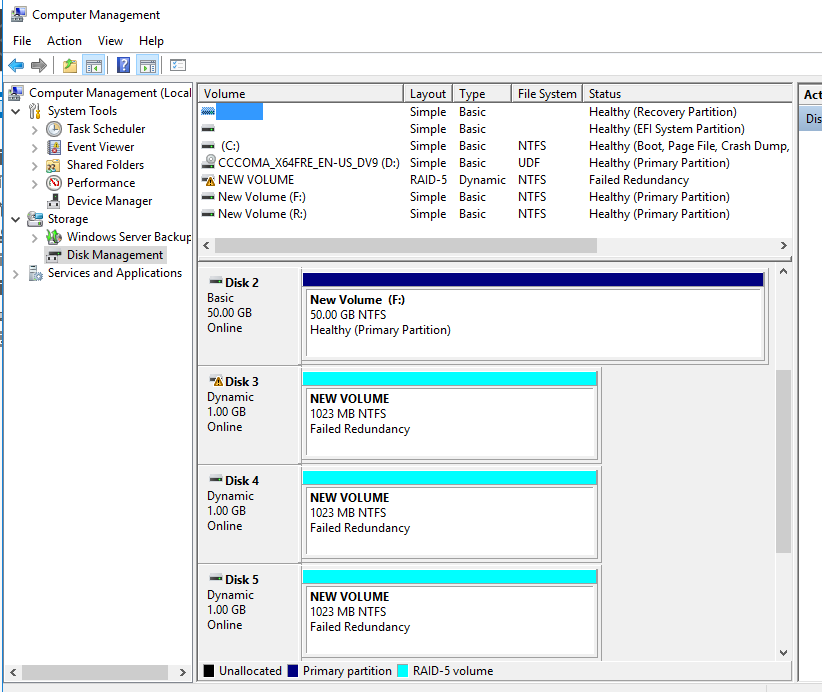 Computer Management
File Action View Help
Computer Management (Local
System Tools
Task Scheduler
Event Viewer
Shared Folders
Performance
Device Manager
Storage
Windows Server Backup
Disk Management
Services and Applications
Volume Layout Type File System Status
Simple Basic Healthy (Recovery Partition)
Simple Basic Healthy (EFI System Partition)
(C:) Simple Basic NTFS Healthy (Boot, Page File, Crash Dump,
CCCOMA_X64FRE_EN-US_DV9 (D:) Simple Basic UDF Healthy (Primary Partition)
NEW VOLUME RAID-5 Dynamic NTFS Failed Redundancy
New Volume (F:) Simple Basic NTFS Healthy (Primary Partition)
New Volume (R:) Simple Basic NTFS Healthy (Primary Partition)
Disk 2
Basic
50.00 GB
Online
New Volume (F:)
50.00 GB NTFS
Healthy (Primary Partition)
Disk 3
Dynamic
1.00 GB
Online
NEW VOLUME
1023 MB NTFS
Failed Redundancy
Disk 4
Dynamic
1.00 GB
Online
NEW VOLUME
1023 MB NTFS
Failed Redundancy
Disk 5
Dynamic
1.00 GB
Online
NEW VOLUME
1023 MB NTFS
Failed Redundancy
Unallocated Primary partition RAID-5 volume
Act
Dis